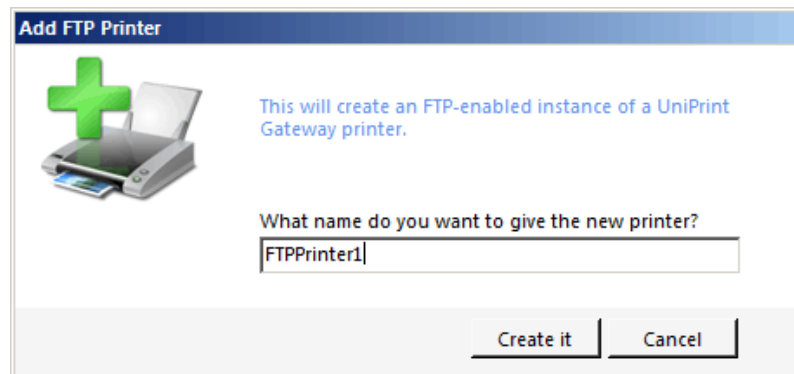 Add FTP Printer
This will create an FTP-enabled instance of a UniPrint
Gateway printer.
What name do you want to give the new printer?
FTPPrinter1
Create it Cancel